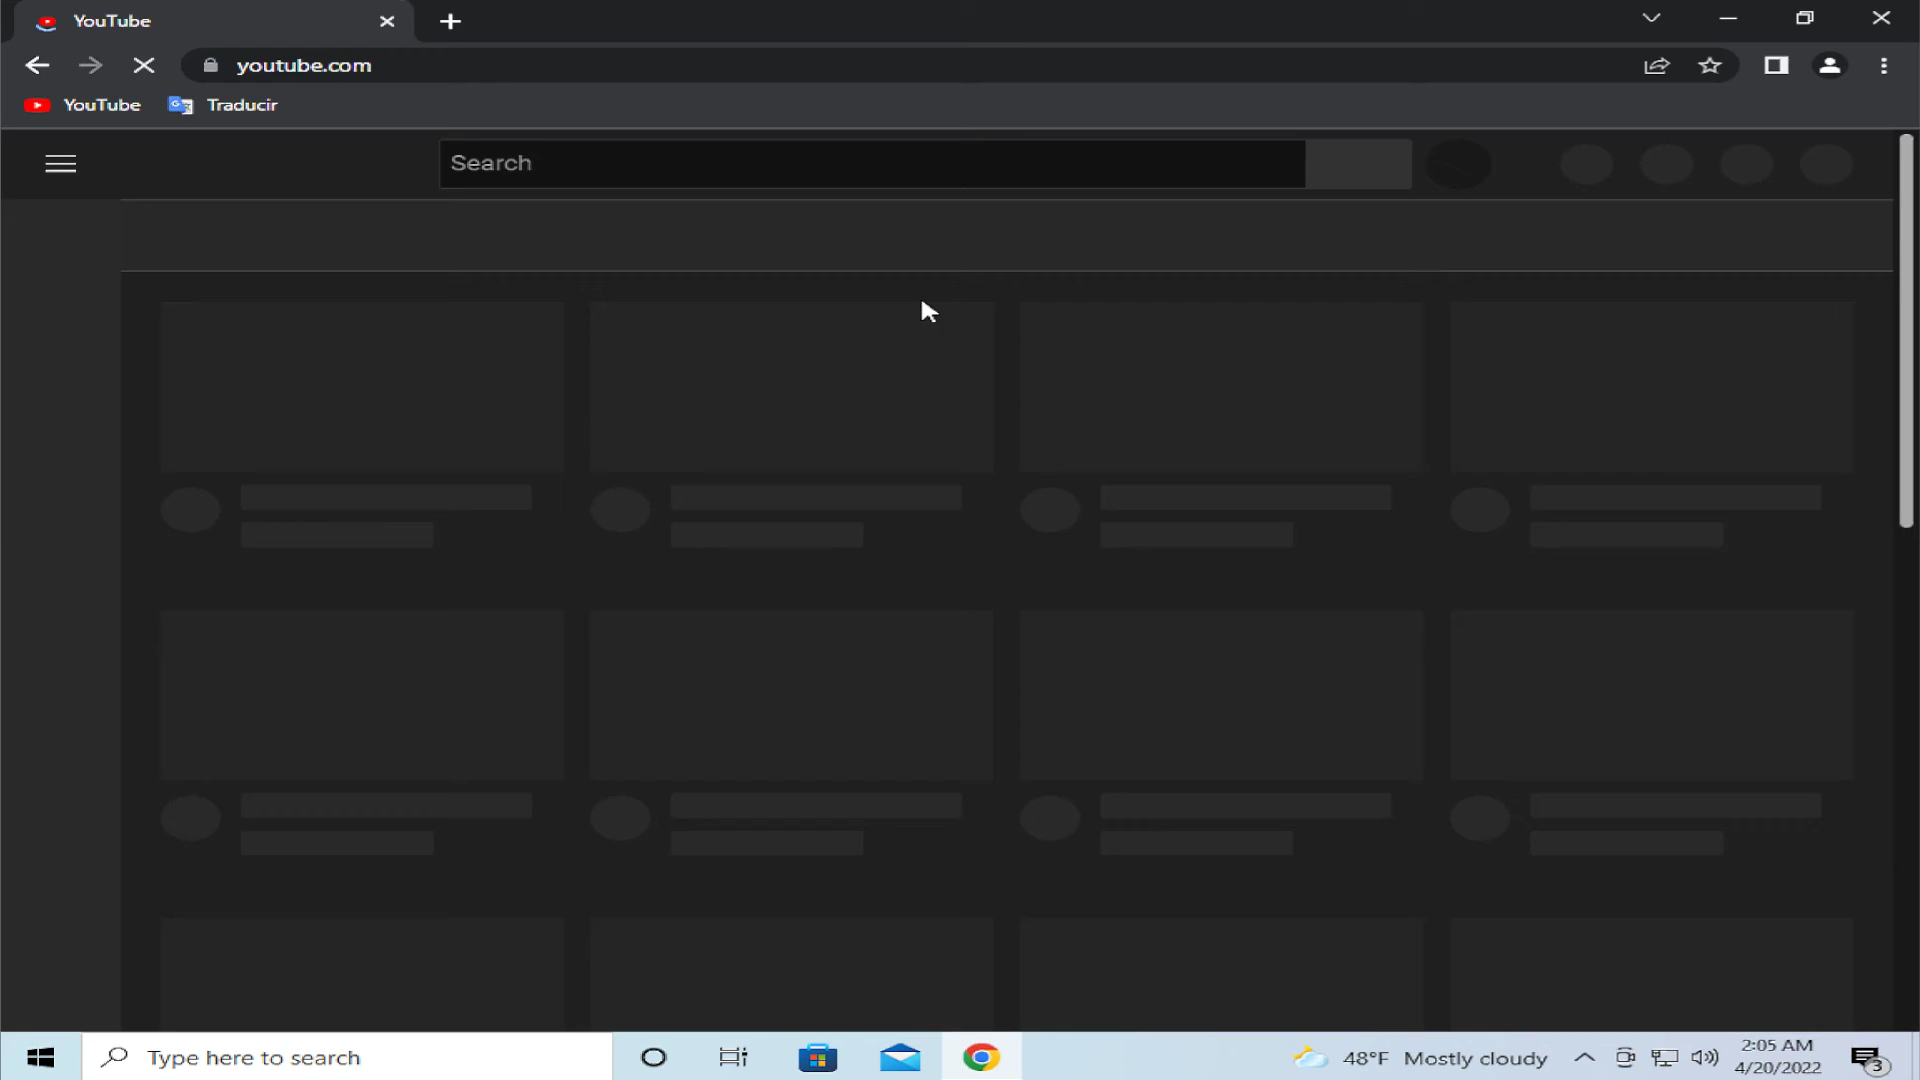 YouTube
youtube.com
YouTube Traducir
Search
Type here to search
48°F Mostly cloudy
2:05 AM
4/20/2022
3